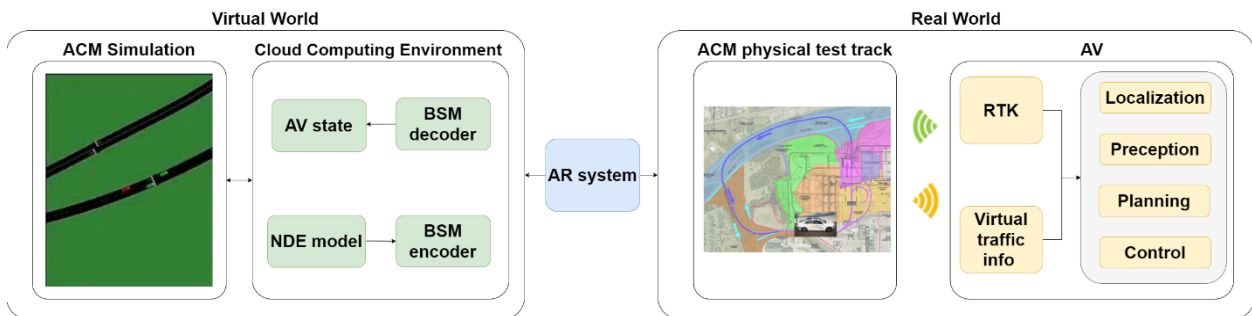 Virtual World
Real World
ACM Simulation
Cloud Computing Environment
AV state
BSM
decoder
NDE model
BSM
encoder
AR system
ACM physical test track
AV
RTK
Virtual
traffic
info
Localization
Preception
Planning
Control